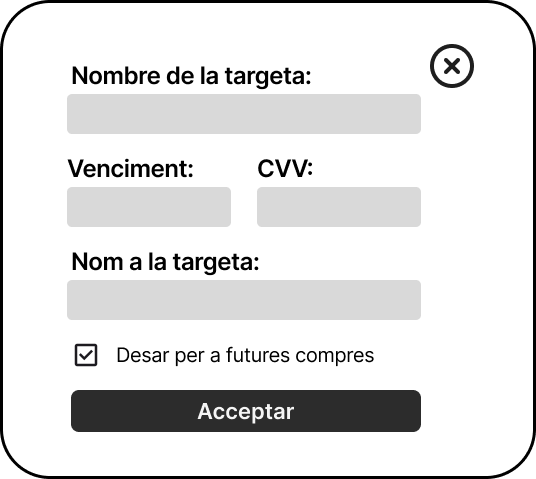 Nombre de la targeta:
Venciment: CVV:
Nom a la targeta:
Desar per a futures compres
Acceptar